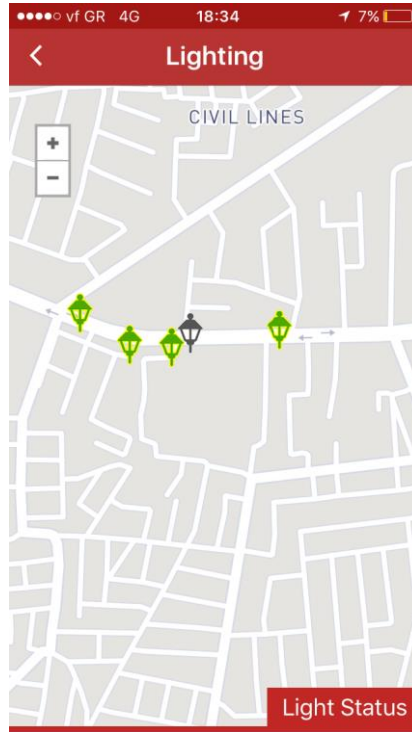 vf GR 4G 18:34 7%
Lighting
CIVIL LINES
+
-
Light Status